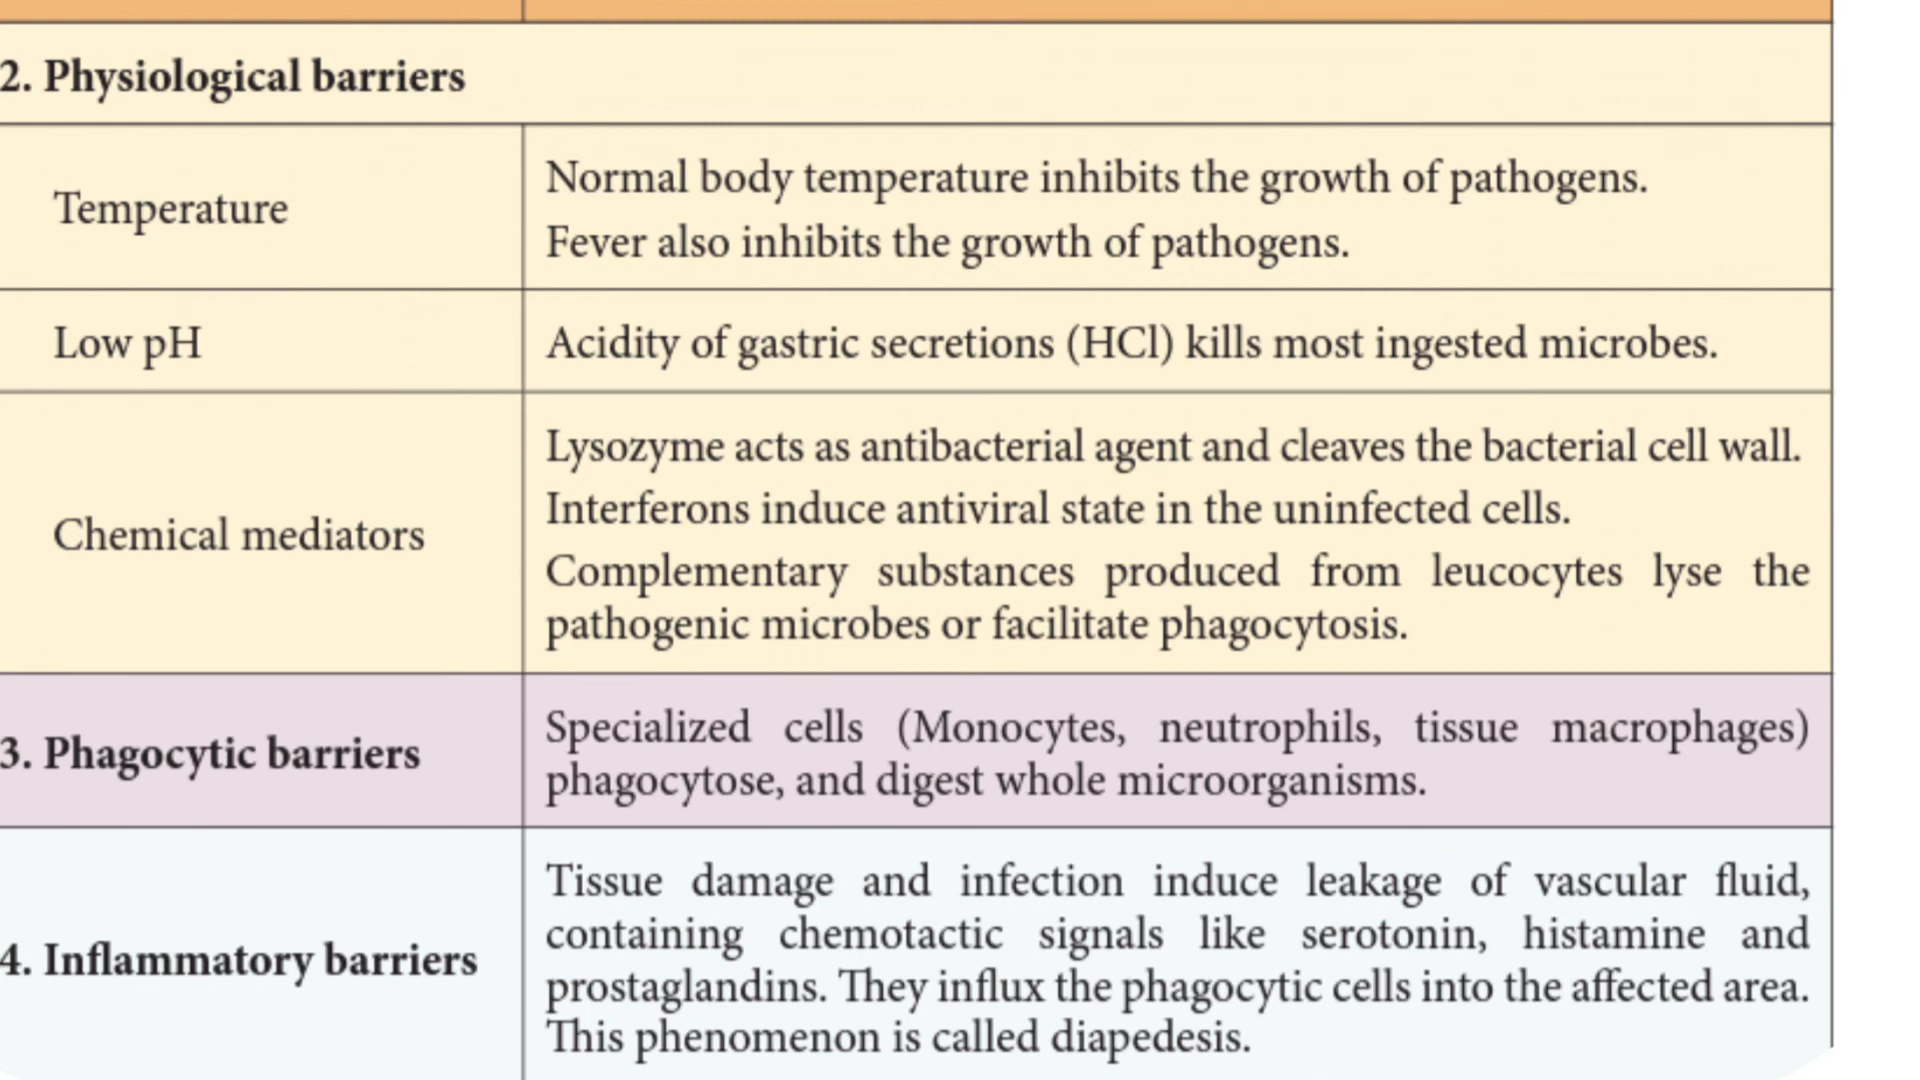 2. Physiological barriers
Temperature
Normal body temperature inhibits the growth of pathogens.
Fever also inhibits the growth of pathogens.
Low pH
Acidity of gastric secretions (HCl) kills most ingested microbes.
Chemical mediators
Lysozyme acts as antibacterial agent and cleaves the bacterial cell wall.
Interferons induce antiviral state in the uninfected cells.
Complementary substances produced from leucocytes lyse the
pathogenic microbes or facilitate phagocytosis.
3. Phagocytic barriers
Specialized cells (Monocytes, neutrophils, tissue macrophages)
phagocytose, and digest whole microorganisms.
4. Inflammatory barriers
Tissue damage and infection induce leakage of vascular fluid,
containing chemotactic signals like serotonin, histamine and
prostaglandins. They influx the phagocytic cells into the affected area.
This phenomenon is called diapedesis.